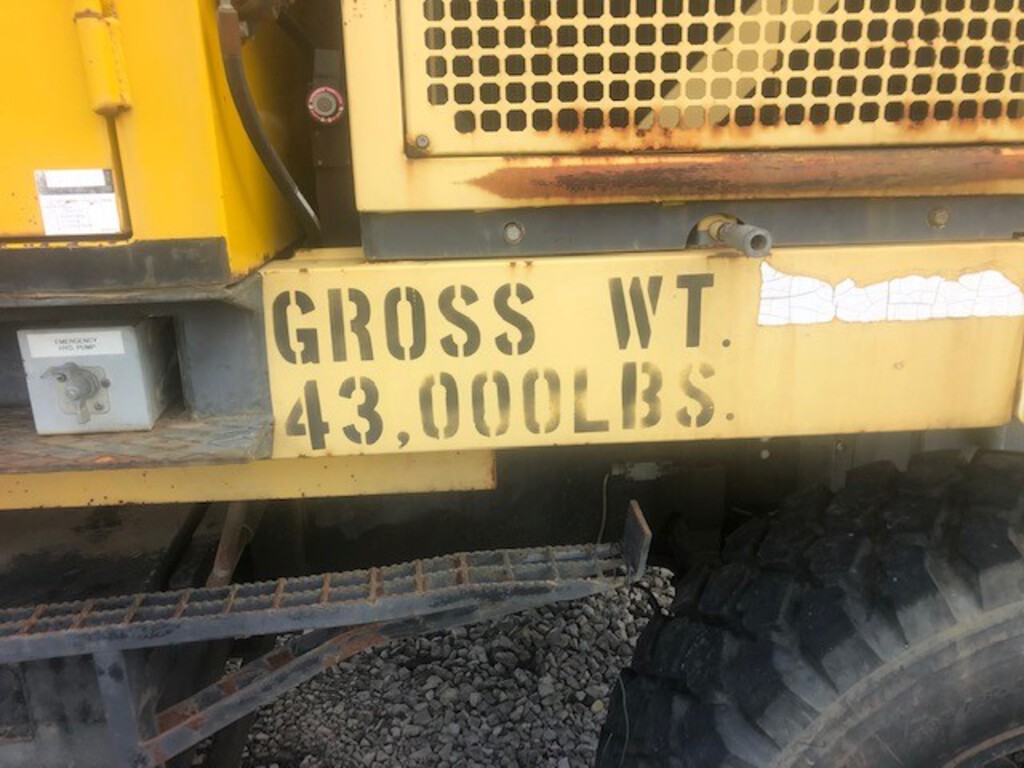 GROSS WT.
43,000LBS.
EMERGENCY
HYD. PUMP